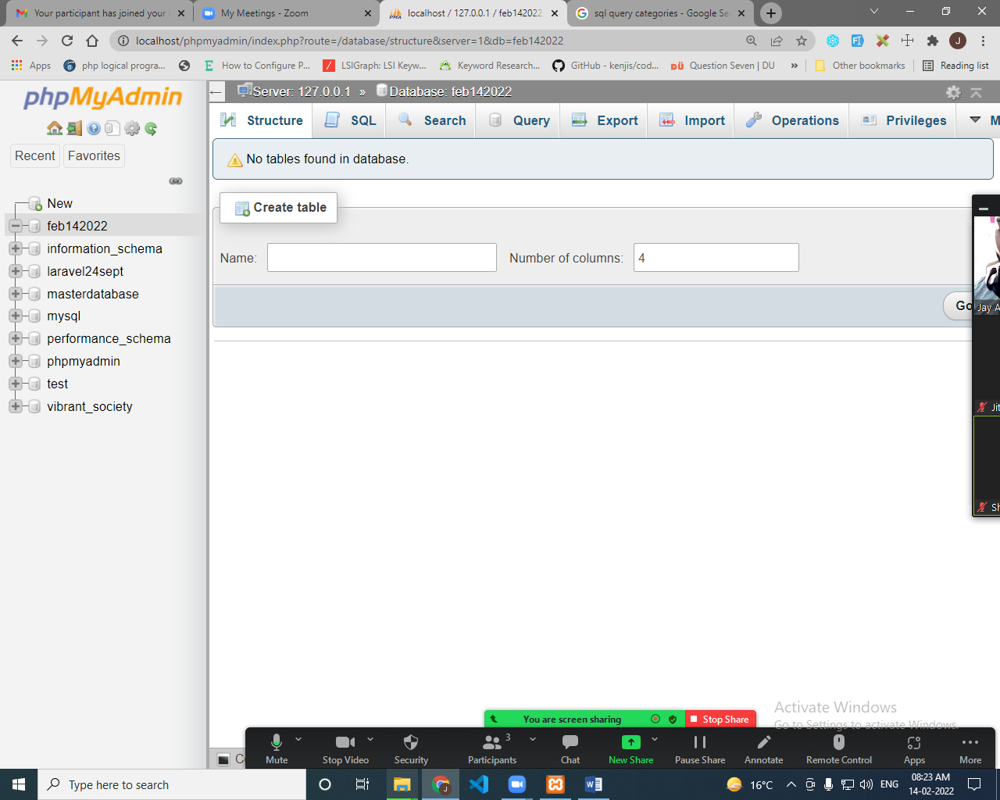 Your participant has joined your
My Meetings - Zoom
localhost / 127.0.0.1 / feb142022
sql query categories - Google Se
localhost/phpmyadmin/index.php?route=/database/structure&server=1&db=feb142022
Apps
php logical progra...
How to Configure P...
LSIGraph: LSI Keyw...
Keyword Research...
GitHub - kenjis/cod...
Question Seven | DU
»
Other bookmarks
Reading list
phpMyAdmin
Recent
Favorites
New
feb142022
information_schema
laravel24sept
masterdatabase
mysql
performance_schema
phpmyadmin
test
vibrant_society
Server: 127.0.0.1 » Database: feb142022
Structure
SQL
Search
Query
Export
Import
Operations
Privileges
M
No tables found in database.
Create table
Name:
Number of columns: 4
Go
Jay A
Jit
Sh
Activate Windows
Go to Settings to activate Windows.
You are screen sharing
Stop Share
Mute
Stop Video
Security
Participants 3
Chat
New Share
Pause Share
Annotate
Remote Control
Apps
More
Type here to search
16°C
ENG
08:23 AM
14-02-2022